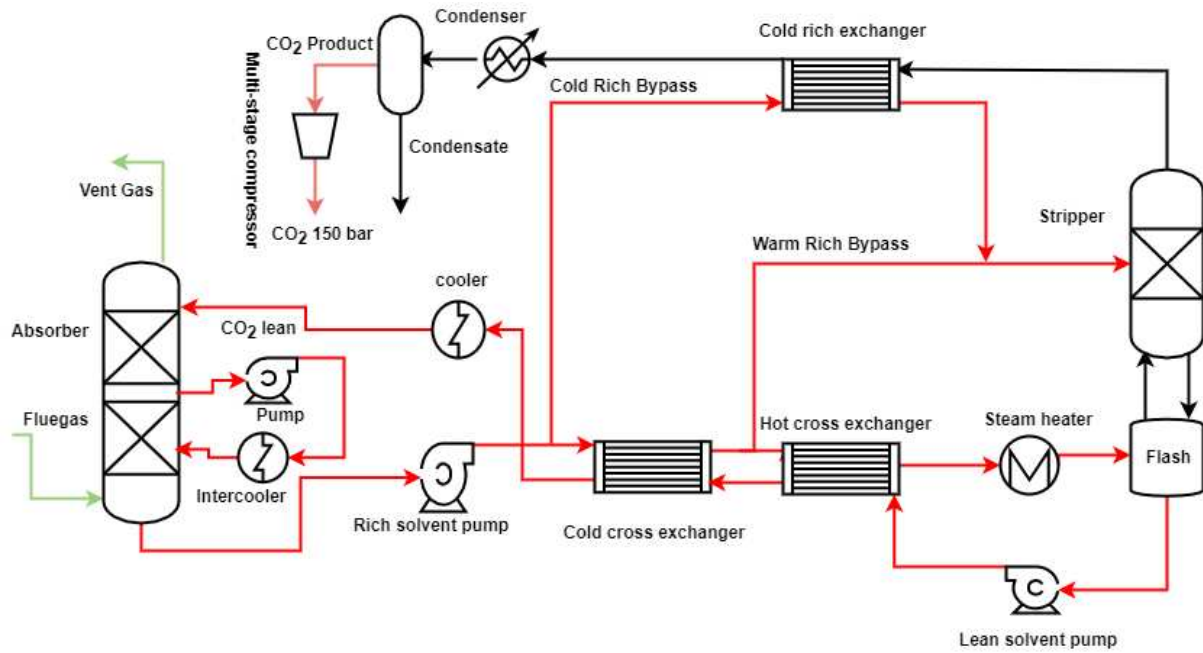 Condenser
Cold rich exchanger
CO2 Product
Multi-stage compressor
Cold Rich Bypass
Condensate
Vent Gas
CO2 150 bar
Stripper
Warm Rich Bypass
cooler
Absorber
CO2 lean
Fluegas
Pump
Hot cross exchanger
Steam heater
Flash
Intercooler
Rich solvent pump
Cold cross exchanger
Lean solvent pump